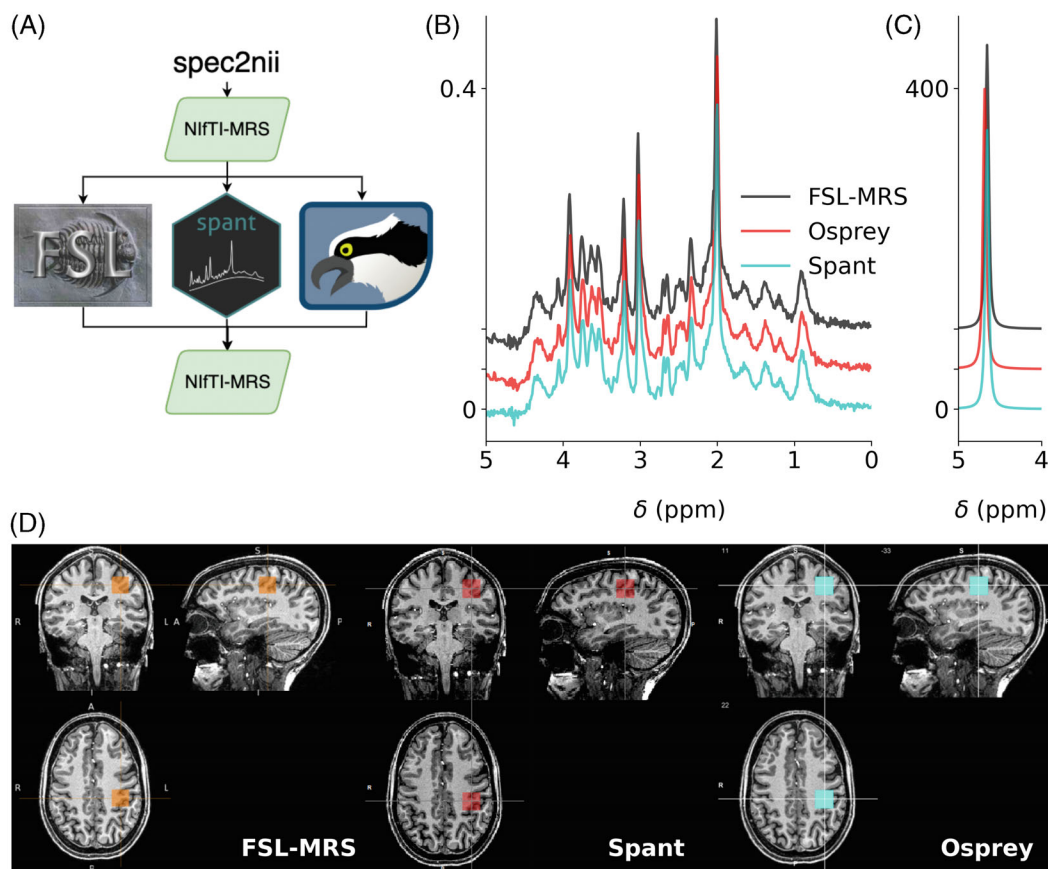 (A)
spec2nii
NIfTI-MRS
FSL
spant
NIfTI-MRS
(B)
0.4
0
FSL-MRS
Osprey
Spant
5 4 3 2 1 0
δ (ppm)
(C)
400
0
5 4
δ (ppm)
(D)
S
R
L
S
A
P
R
S
11
S
R
-33
S
A
R
L
R
22
R
FSL-MRS
Spant
Osprey